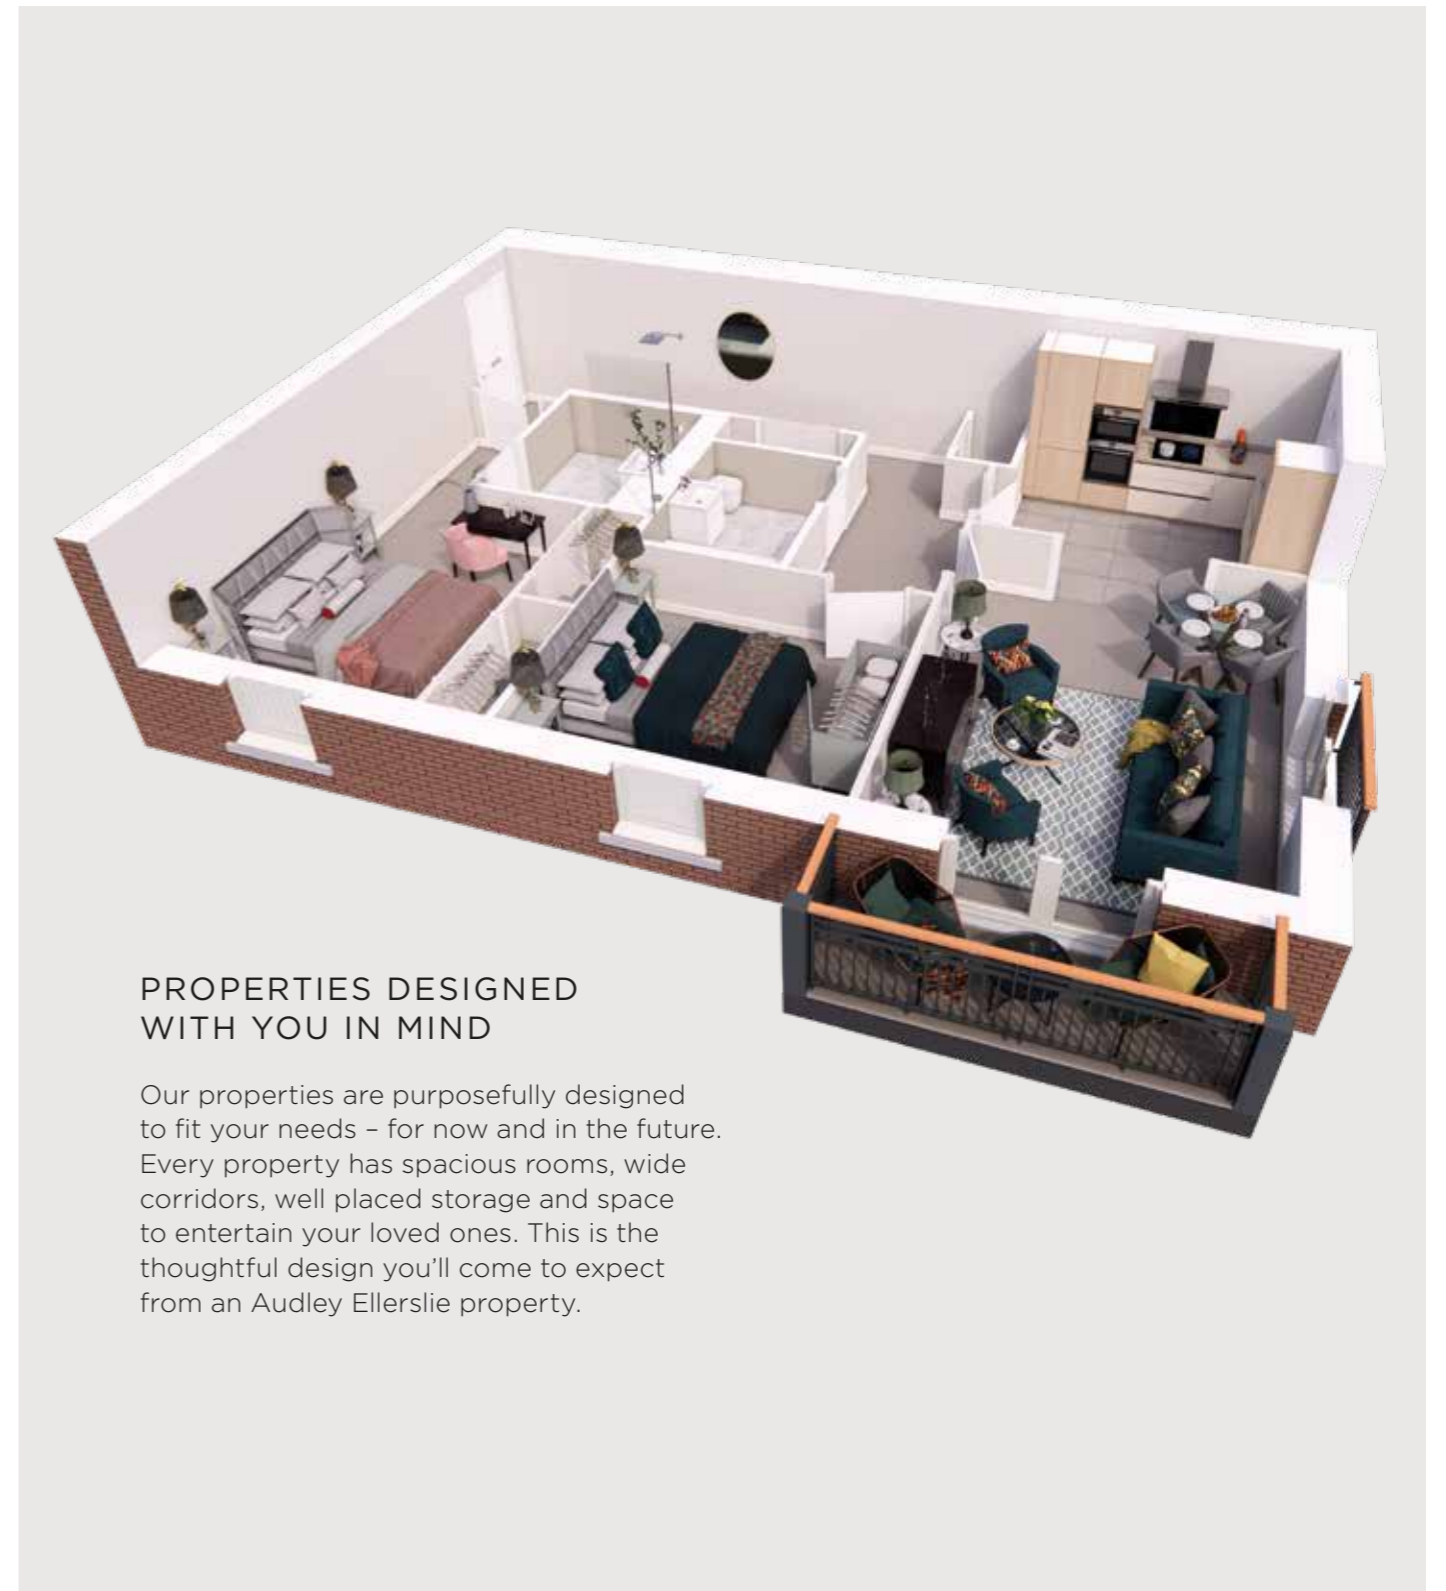 PROPERTIES DESIGNED
WITH YOU IN MIND
Our properties are purposefully designed
to fit your needs – for now and in the future.
Every property has spacious rooms, wide
corridors, well placed storage and space
to entertain your loved ones. This is the
thoughtful design you’ll come to expect
from an Audley Ellerslie property.